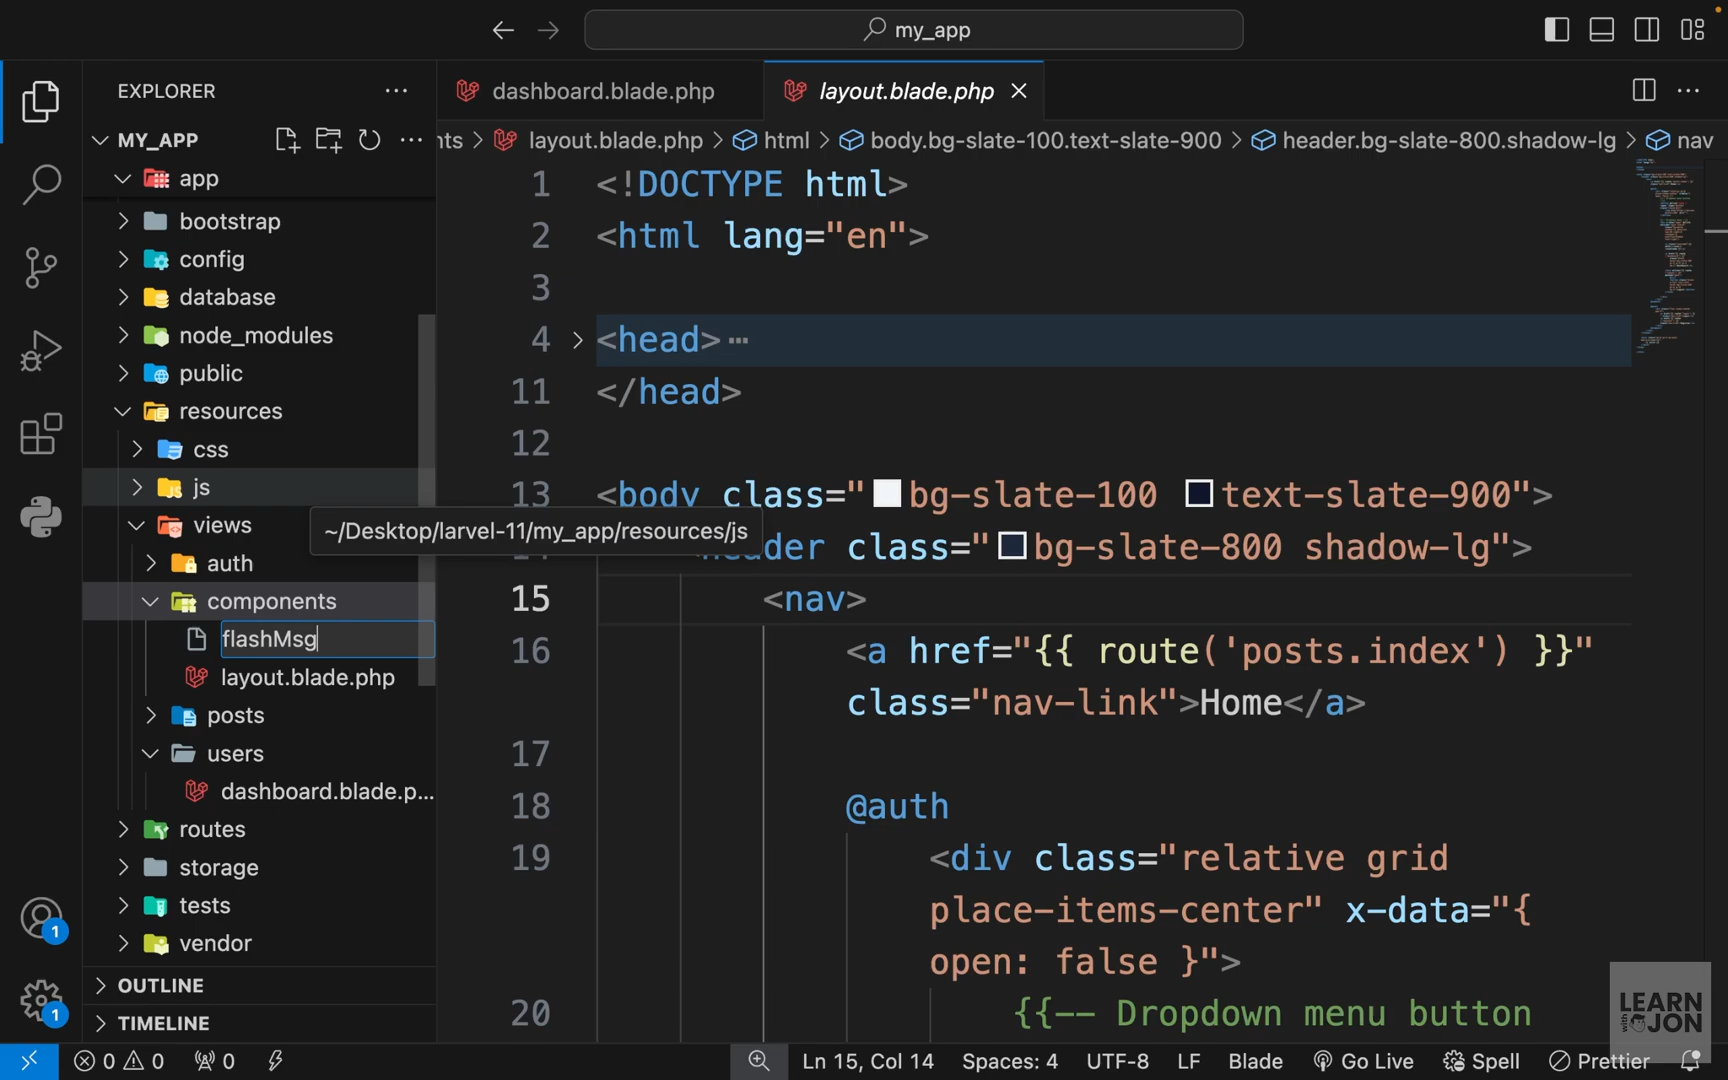 my_app
EXPLORER
dashboard.blade.php
layout.blade.php
MY_APP
nts > layout.blade.php > html > body.bg-slate-100.text-slate-900 > header.bg-slate-800.shadow-lg > nav
app
bootstrap
config
database
node_modules
public
resources
css
js
views
~/Desktop/larvel-11/my_app/resources/js
auth
components
flashMsg
layout.blade.php
posts
users
dashboard.blade.p...
routes
storage
tests
vendor
OUTLINE
TIMELINE
1
1
1 <!DOCTYPE html>
2 <html lang="en">
3
4 <head> ...
11 </head>
12
13 <body class="bg-slate-100 text-slate-900">
ader class="bg-slate-800 shadow-lg">
15 <nav>
16 <a href="{{ route('posts.index') }}"
class="nav-link">Home</a>
17
18 @auth
19 <div class="relative grid
place-items-center" x-data="{
open: false }">
20 {{-- Dropdown menu button
LEARN
with
JON
0 0 0 Ln 15, Col 14 Spaces: 4 UTF-8 LF Blade Go Live Spell Prettier